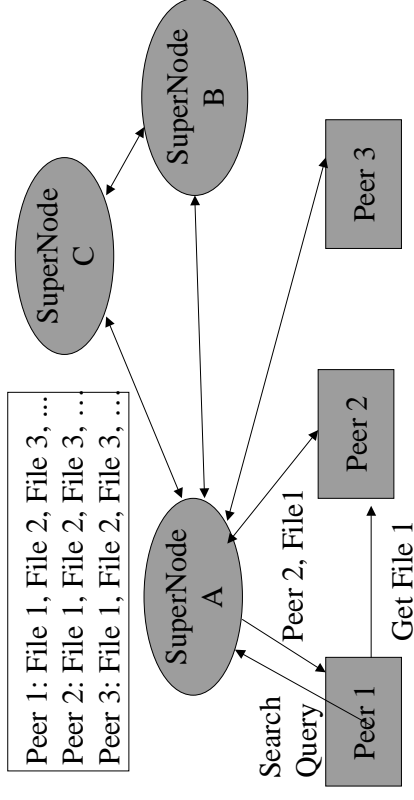 Peer 1: File 1, File 2, File 3, ...
Peer 2: File 1, File 2, File 3, …
Peer 3: File 1, File 2, File 3, …
SuperNode
C
SuperNode
B
SuperNode
A
Search
Query
Peer 2, File1
Peer 1
Get File 1
Peer 2
Peer 3